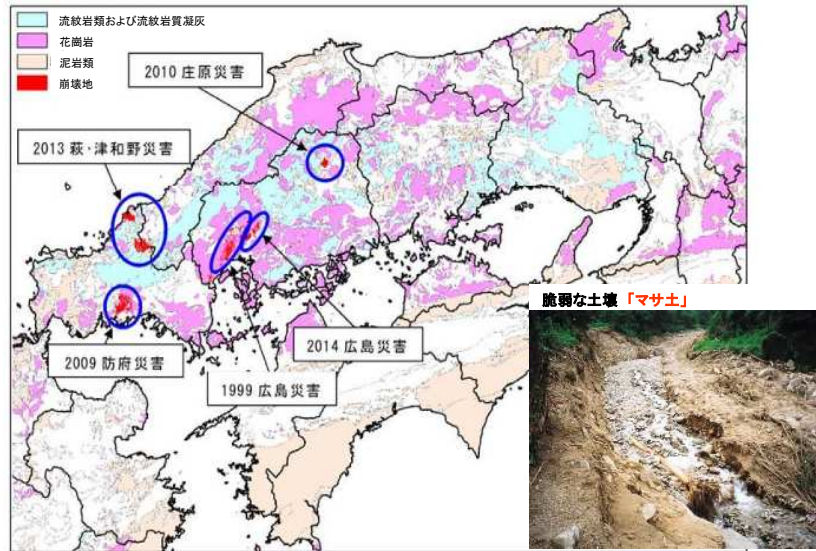 流紋岩類および流紋岩質凝灰
花崗岩
泥岩類
崩壊地
2010 庄原災害
2013 萩・津和野災害
2009 防府災害
1999 広島災害
2014 広島災害
脆弱な土壌 「マサ土」